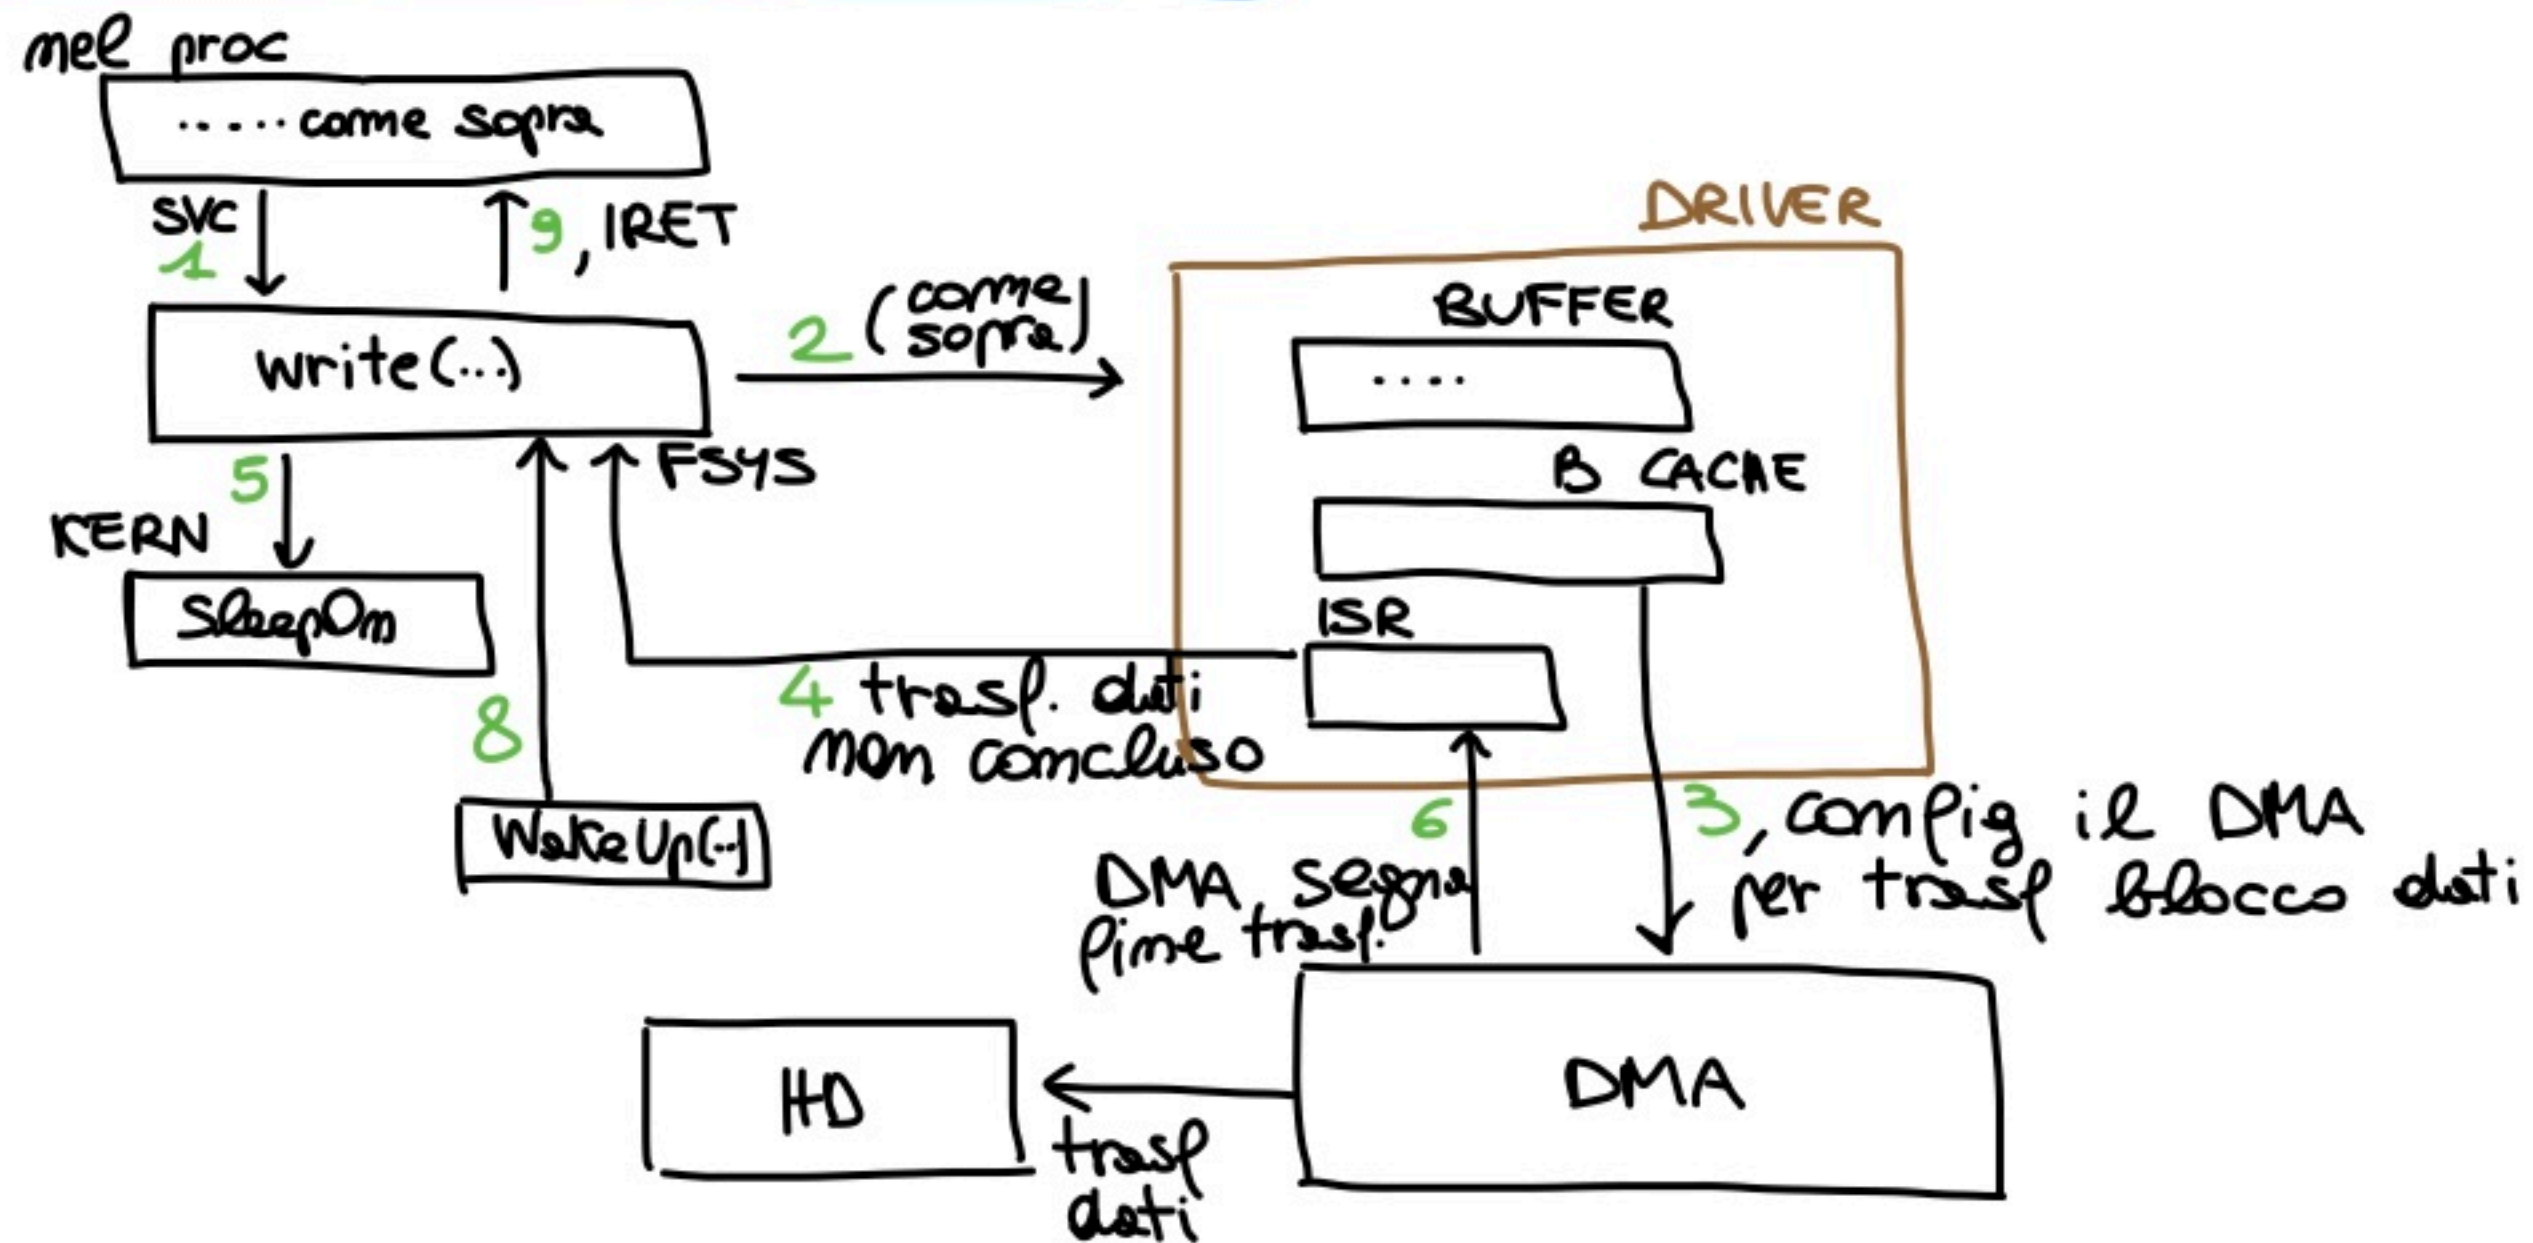 nel proc
..... come sopra
SVC
1
9, IRET
write(...)
2 (come sopra)
DRIVER
BUFFER
....
B CACHE
FSYS
5
KERN
SleepOn
ISR
4 trasf. dati
non concluso
8
WakeUp(..)
6
DMA segna
fine trasf.
3, config il DMA
per trasf blocco dati
HD
DMA
trasf
dati